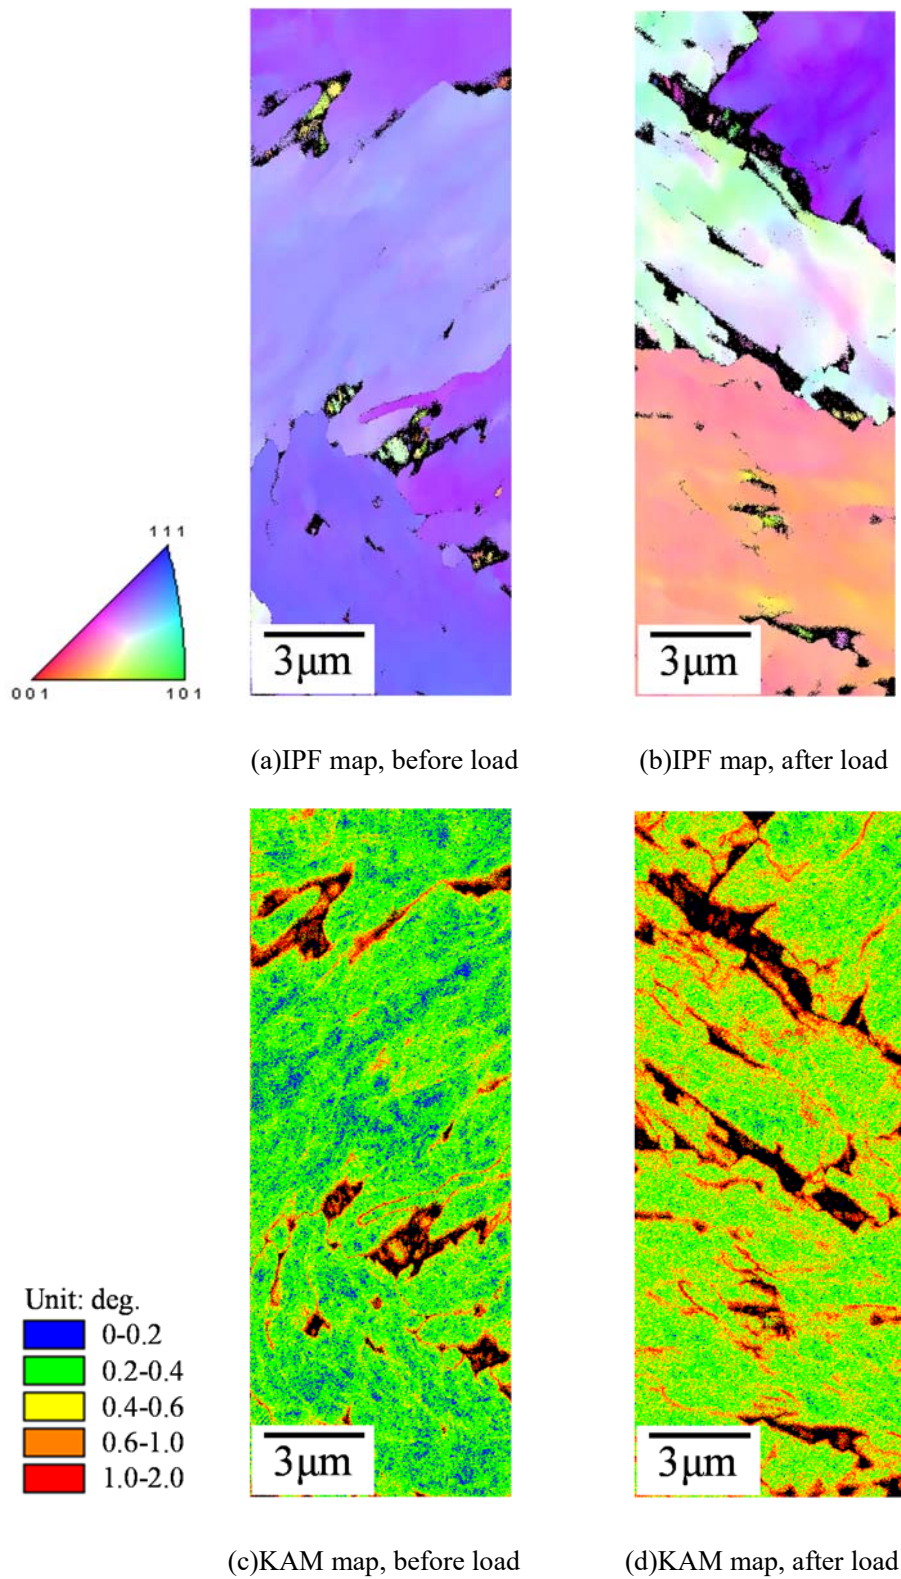 1 1 1
0 0 1
1 0 1
3μm
3μm
(a)IPF map, before load
(b)IPF map, after load
Unit: deg.
0-0.2
0.2-0.4
0.4-0.6
0.6-1.0
1.0-2.0
3μm
3μm
(c)KAM map, before load
(d)KAM map, after load